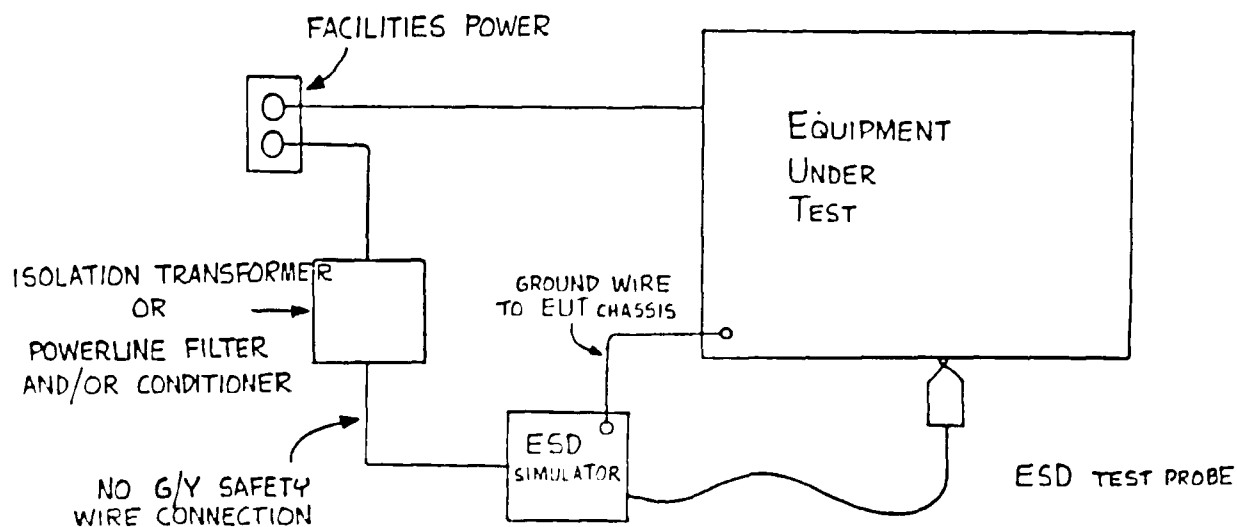 FACILITIES POWER
EQUIPMENT
UNDER
TEST
ISOLATION TRANSFORMER
OR
POWERLINE FILTER
AND/OR CONDITIONER
GROUND WIRE
TO EUT CHASSIS
ESD
SIMULATOR
NO G/Y SAFETY
WIRE CONNECTION
ESD TEST PROBE